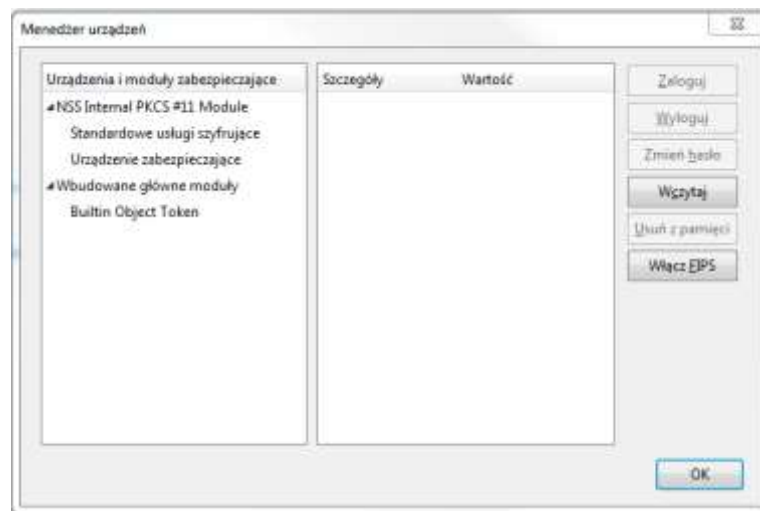 Menedżer urządzeń
Urządzenia i moduły zabezpieczające
NSS Internal PKCS #11 Module
Standardowe usługi szyfrujące
Urządzenie zabezpieczające
Wbudowane główne moduły
Builtin Object Token
Szczegóły Wartość
Zaloguj
Wyloguj
Zmień hasło
Wczytaj
Usuń z pamięci
Włącz FIPS
OK